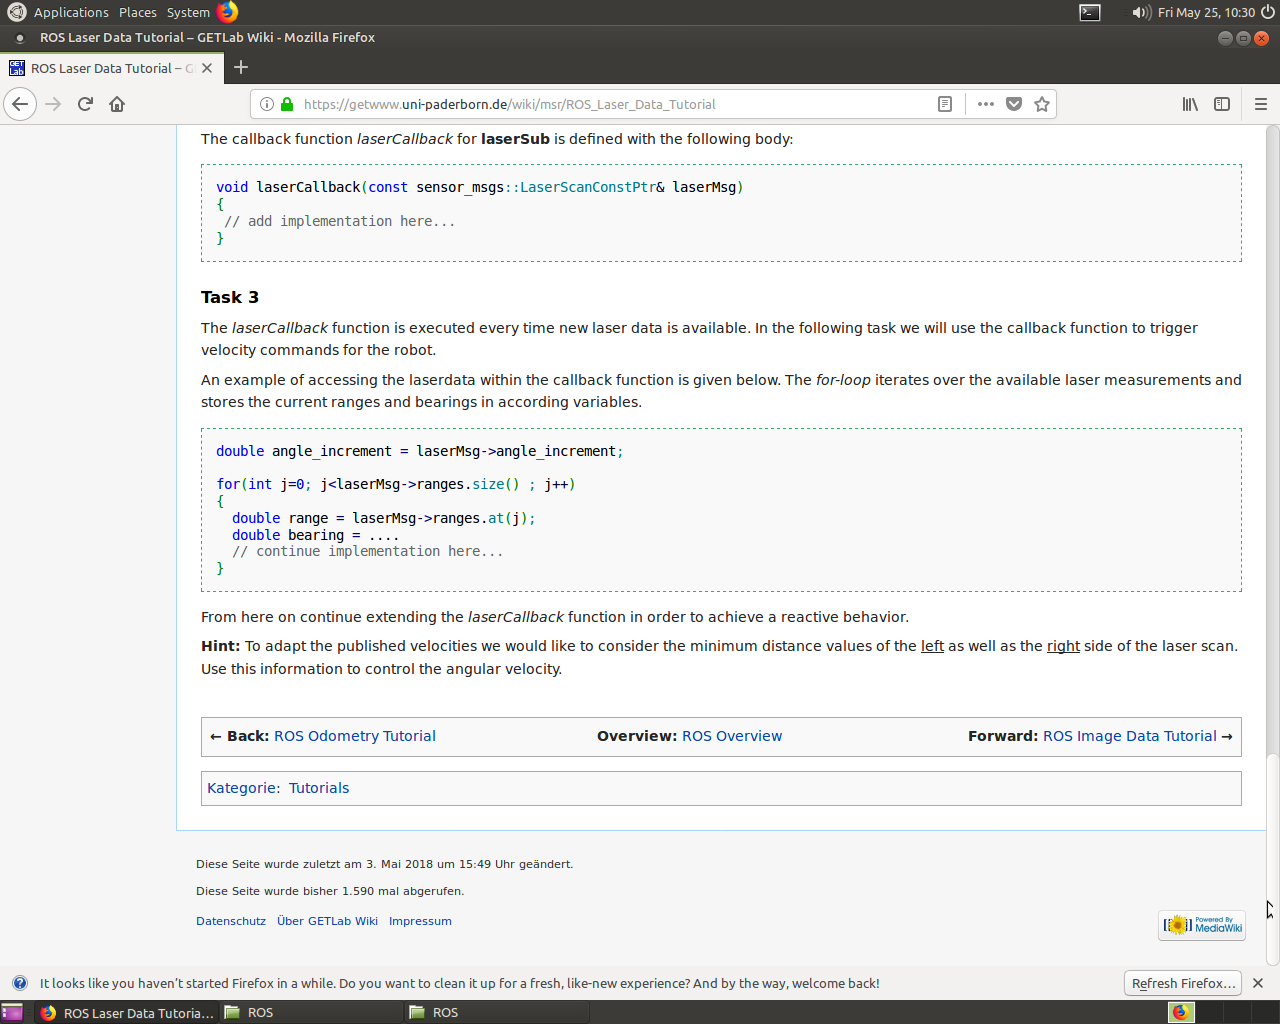 Applications Places System Fri May 25, 10:30
ROS Laser Data Tutorial – GETLab Wiki - Mozilla Firefox
GET Lab ROS Laser Data Tutorial – G
https://getwww.uni-paderborn.de/wiki/msr/ROS_Laser_Data_Tutorial
The callback function laserCallback for laserSub is defined with the following body:
void laserCallback(const sensor_msgs::LaserScanConstPtr& laserMsg)
{
// add implementation here...
}
Task 3
The laserCallback function is executed every time new laser data is available. In the following task we will use the callback function to trigger
velocity commands for the robot.
An example of accessing the laserdata within the callback function is given below. The for-loop iterates over the available laser measurements and
stores the current ranges and bearings in according variables.
double angle_increment = laserMsg->angle_increment;
for(int j=0; j<laserMsg->ranges.size() ; j++)
{
double range = laserMsg->ranges.at(j);
double bearing = ....
// continue implementation here...
}
From here on continue extending the laserCallback function in order to achieve a reactive behavior.
Hint: To adapt the published velocities we would like to consider the minimum distance values of the left as well as the right side of the laser scan.
Use this information to control the angular velocity.
← Back: ROS Odometry Tutorial Overview: ROS Overview Forward: ROS Image Data Tutorial →
Kategorie: Tutorials
Diese Seite wurde zuletzt am 3. Mai 2018 um 15:49 Uhr geändert.
Diese Seite wurde bisher 1.590 mal abgerufen.
Datenschutz Über GETLab Wiki Impressum
Powered By
MediaWiki
It looks like you haven't started Firefox in a while. Do you want to clean it up for a fresh, like-new experience? And by the way, welcome back! Refresh Firefox...
ROS Laser Data Tutoria... ROS ROS